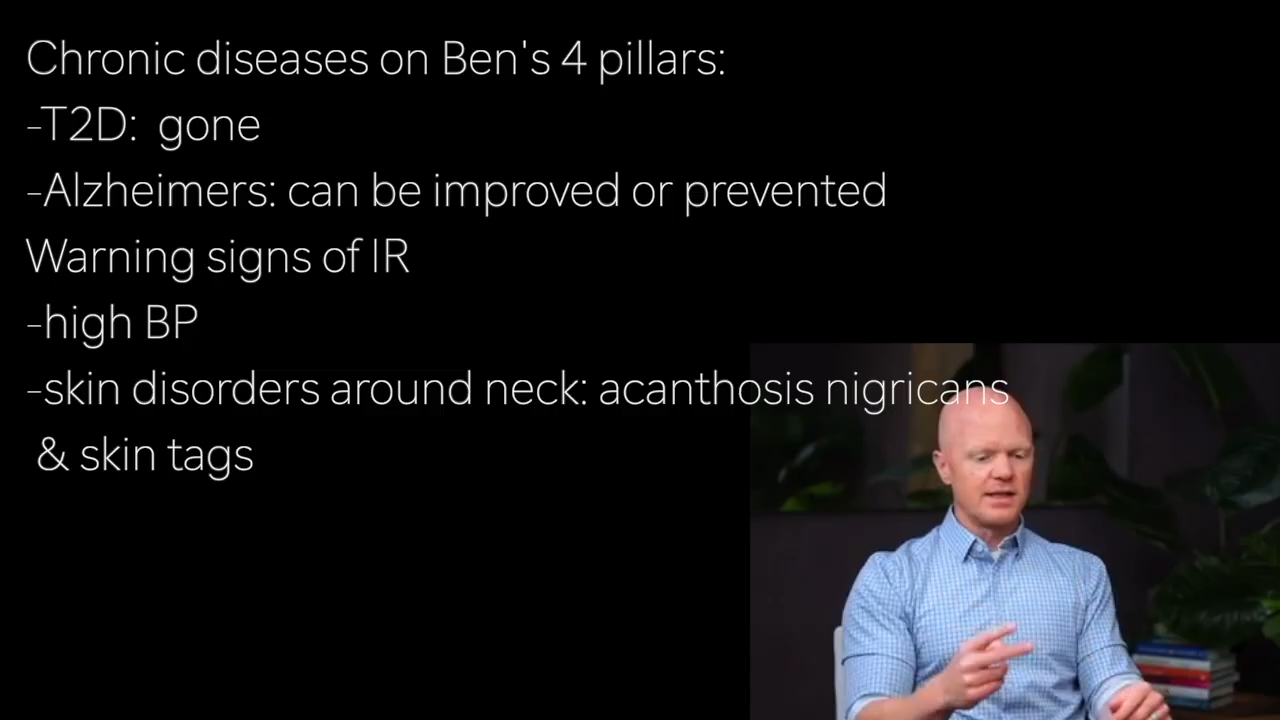 Chronic diseases on Ben's 4 pillars:
-T2D:  gone
-Alzheimers: can be improved or prevented
Warning signs of IR
-high BP
-skin disorders around neck: acanthosis nigricans
& skin tags